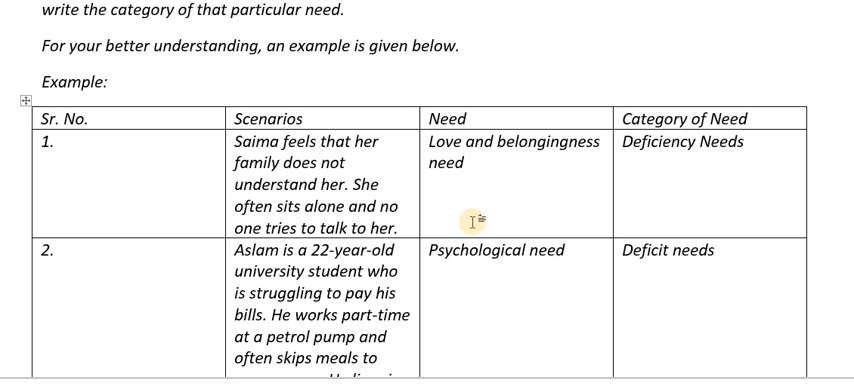 write the category of that particular need.
For your better understanding, an example is given below.
Example:
Sr. No. Scenarios Need Category of Need
1. Saima feels that her Love and belongingness Deficiency Needs
family does not need
understand her. She
often sits alone and no
one tries to talk to her.
2. Aslam is a 22-year-old Psychological need Deficit needs
university student who
is struggling to pay his
bills. He works part-time
at a petrol pump and
often skips meals to